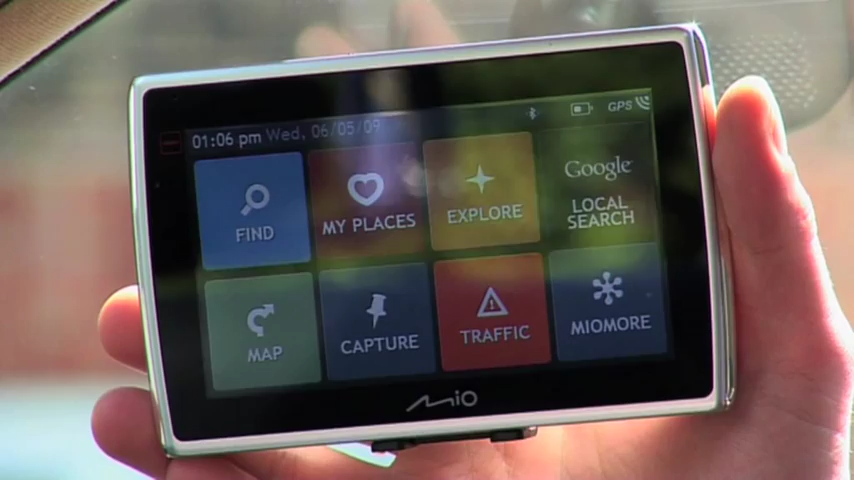 01:06 pm Wed, 06/05/09 GPS
FIND
MY PLACES
EXPLORE
Google
LOCAL
SEARCH
MAP
CAPTURE
TRAFFIC
MIOMORE
Mio